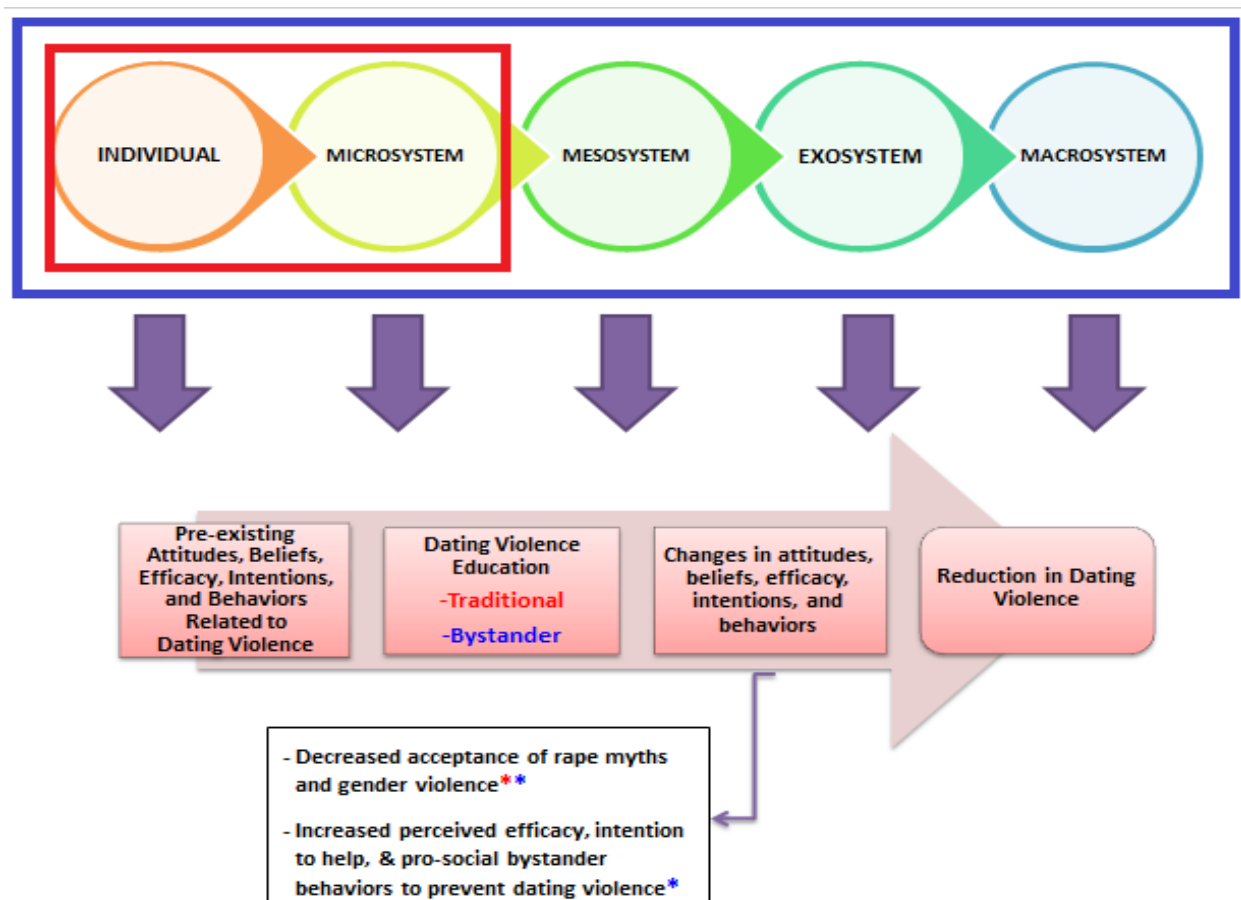 INDIVIDUAL
MICROSYSTEM
MESOSYSTEM
EXOSYSTEM
MACROSYSTEM
Pre-existing
Attitudes, Beliefs,
Efficacy, Intentions,
and Behaviors
Related to
Dating Violence
Dating Violence
Education
-Traditional
-Bystander
Changes in attitudes,
beliefs, efficacy,
intentions, and
behaviors
Reduction in Dating
Violence
- Decreased acceptance of rape myths
and gender violence**
- Increased perceived efficacy, intention
to help, & pro-social bystander
behaviors to prevent dating violence*